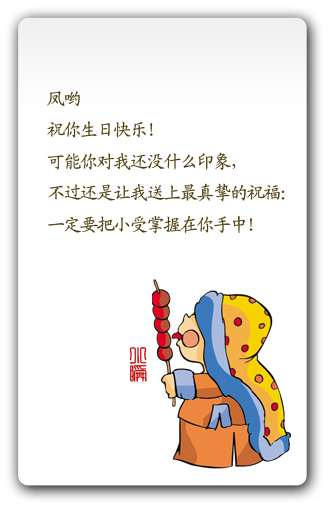 凤哟
祝你生日快乐!
可能你对我还没什么印象,
不过还是让我送上最真挚的祝福:
一定要把小受掌握在你手中!